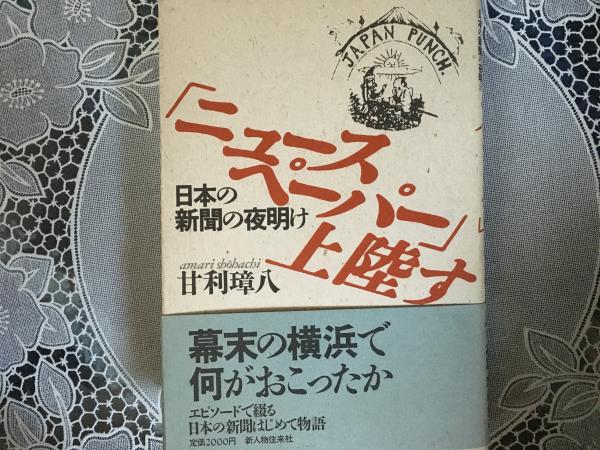 JAPAN PUNCH.
「ニュース
ペーパー」
上陸す
日本の
新聞の夜明け
amari shōhachi
甘利璋八
幕末の横浜で
何がおこったか
エピソードで綴る
日本の新聞はじめて物語
定価2000円 新人物往来社